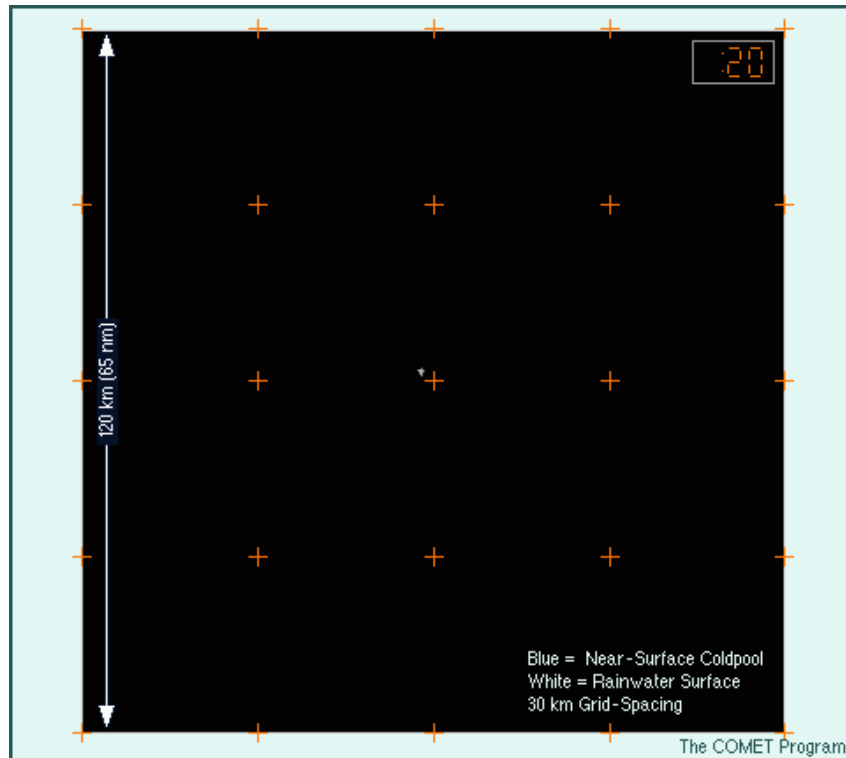 :20
120 km (65 nm)
Blue = Near-Surface Coldpool
White = Rainwater Surface
30 km Grid-Spacing
The COMET Program